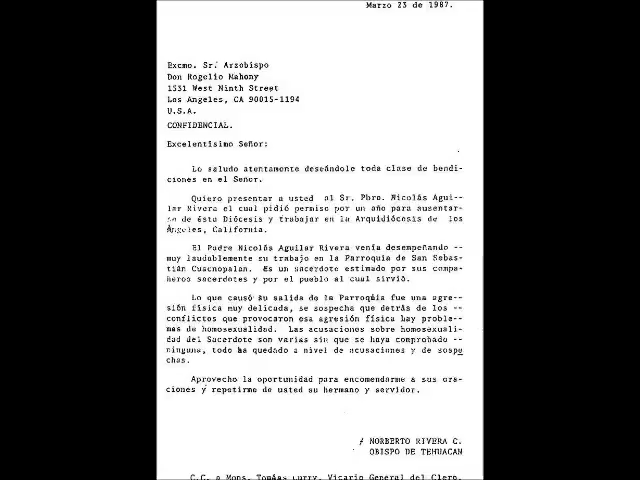 Marzo 23 de 1987.
Excmo. Sr. Arzobispo
Don Rogelio Mahony
1531 West Ninth Street
Los Angeles, CA 90015-1194
U.S.A.
CONFIDENCIAL.
Excelentísimo Señor:
Lo saludo atentamente deseándole toda clase de bendi-
ciones en el Señor.
Quiero presentar a usted al Sr. Pbro. Nicolás Agui-
lar Rivera el cual pidió permiso por un año para ausentar-
se de ésta Diócesis y trabajar en la Arquidiócesis de los
Angeles, California.
El Padre Nicolás Aguilar Rivera venía desempeñando --
muy laudablemente su trabajo en la Parroquia de San Sebas-
tián Cuacnopalan. Es un sacerdote estimado por sus compa-
ñeros sacerdotes y por el pueblo al cual sirvió.
Lo que causó su salida de la Parroquia fue una agre--
sión física muy delicada, se sospecha que detrás de los --
conflictos que provocaron esa agresión física hay proble--
mas de homosexualidad. Las acusaciones sobre homosexuali-
dad del Sacerdote son varias sin que se haya comprobado --
ninguna, todo ha quedado a nivel de acusaciones y de sospe
chas.
Aprovecho la oportunidad para encomendarme a sus ora-
ciones y repetirme de usted su hermano y servidor.
/ NORBERTO RIVERA C.
OBISPO DE TEHUACAN
C.C. a Mons. Tomás Curry, Vicario General del Clero.